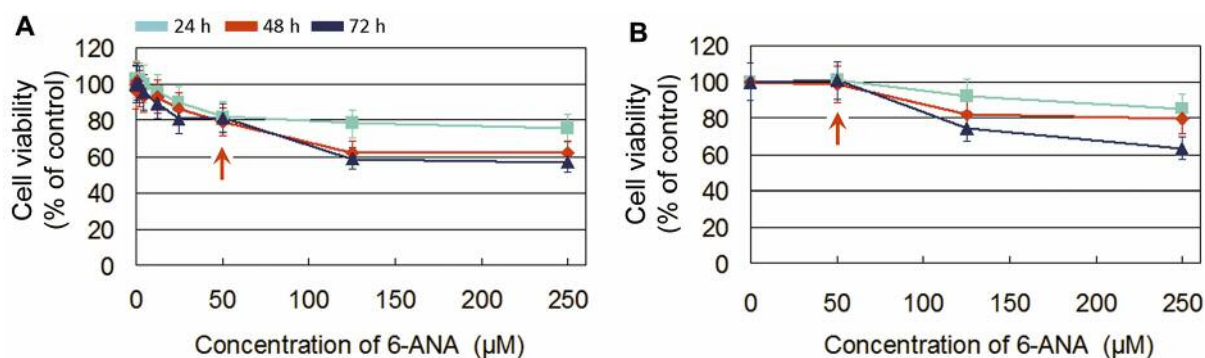 A 24 h 48 h 72 h
Cell viability
(% of control)
120
100
80
60
40
20
0
0 50 100 150 200 250
Concentration of 6-ANA (μM)
B
Cell viability
(% of control)
120
100
80
60
40
20
0
0 50 100 150 200 250
Concentration of 6-ANA (μM)